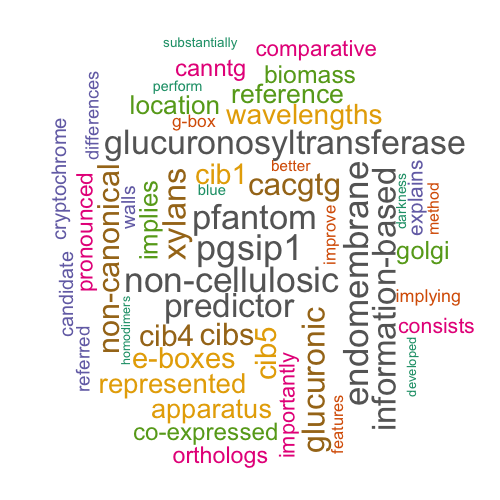 substantially
comparative
canntg
biomass
perform
location
reference
g-box
wavelengths
differences
cryptochrome
glucuronosyltransferase
better
cib1
blue
cacgtg
xylans
implies
walls
non-canonical
pronounced
candidate
referred
pfantom
pgsip1
non-cellulosic
predictor
improve
endomembrane
information-based
darkness
explains
method
golgi
implying
consists
developed
homodimers
cib4
cibs
cib5
e-boxes
represented
apparatus
co-expressed
orthologs
importantly
glucuronic
features